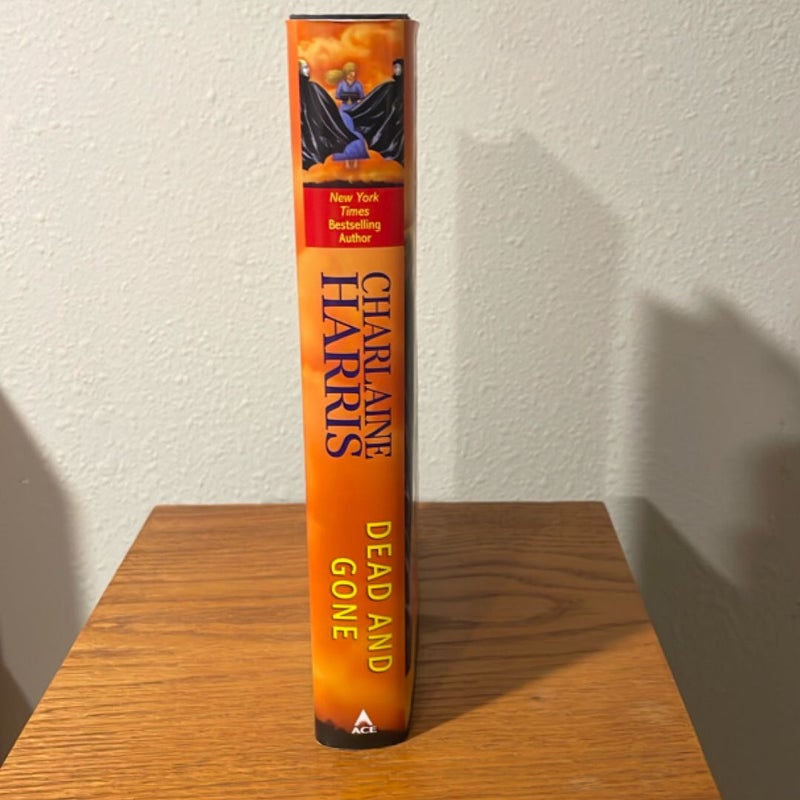 New York
Times
Bestselling
Author
CHARLAINE
HARRIS
DEAD AND
GONE
ACE